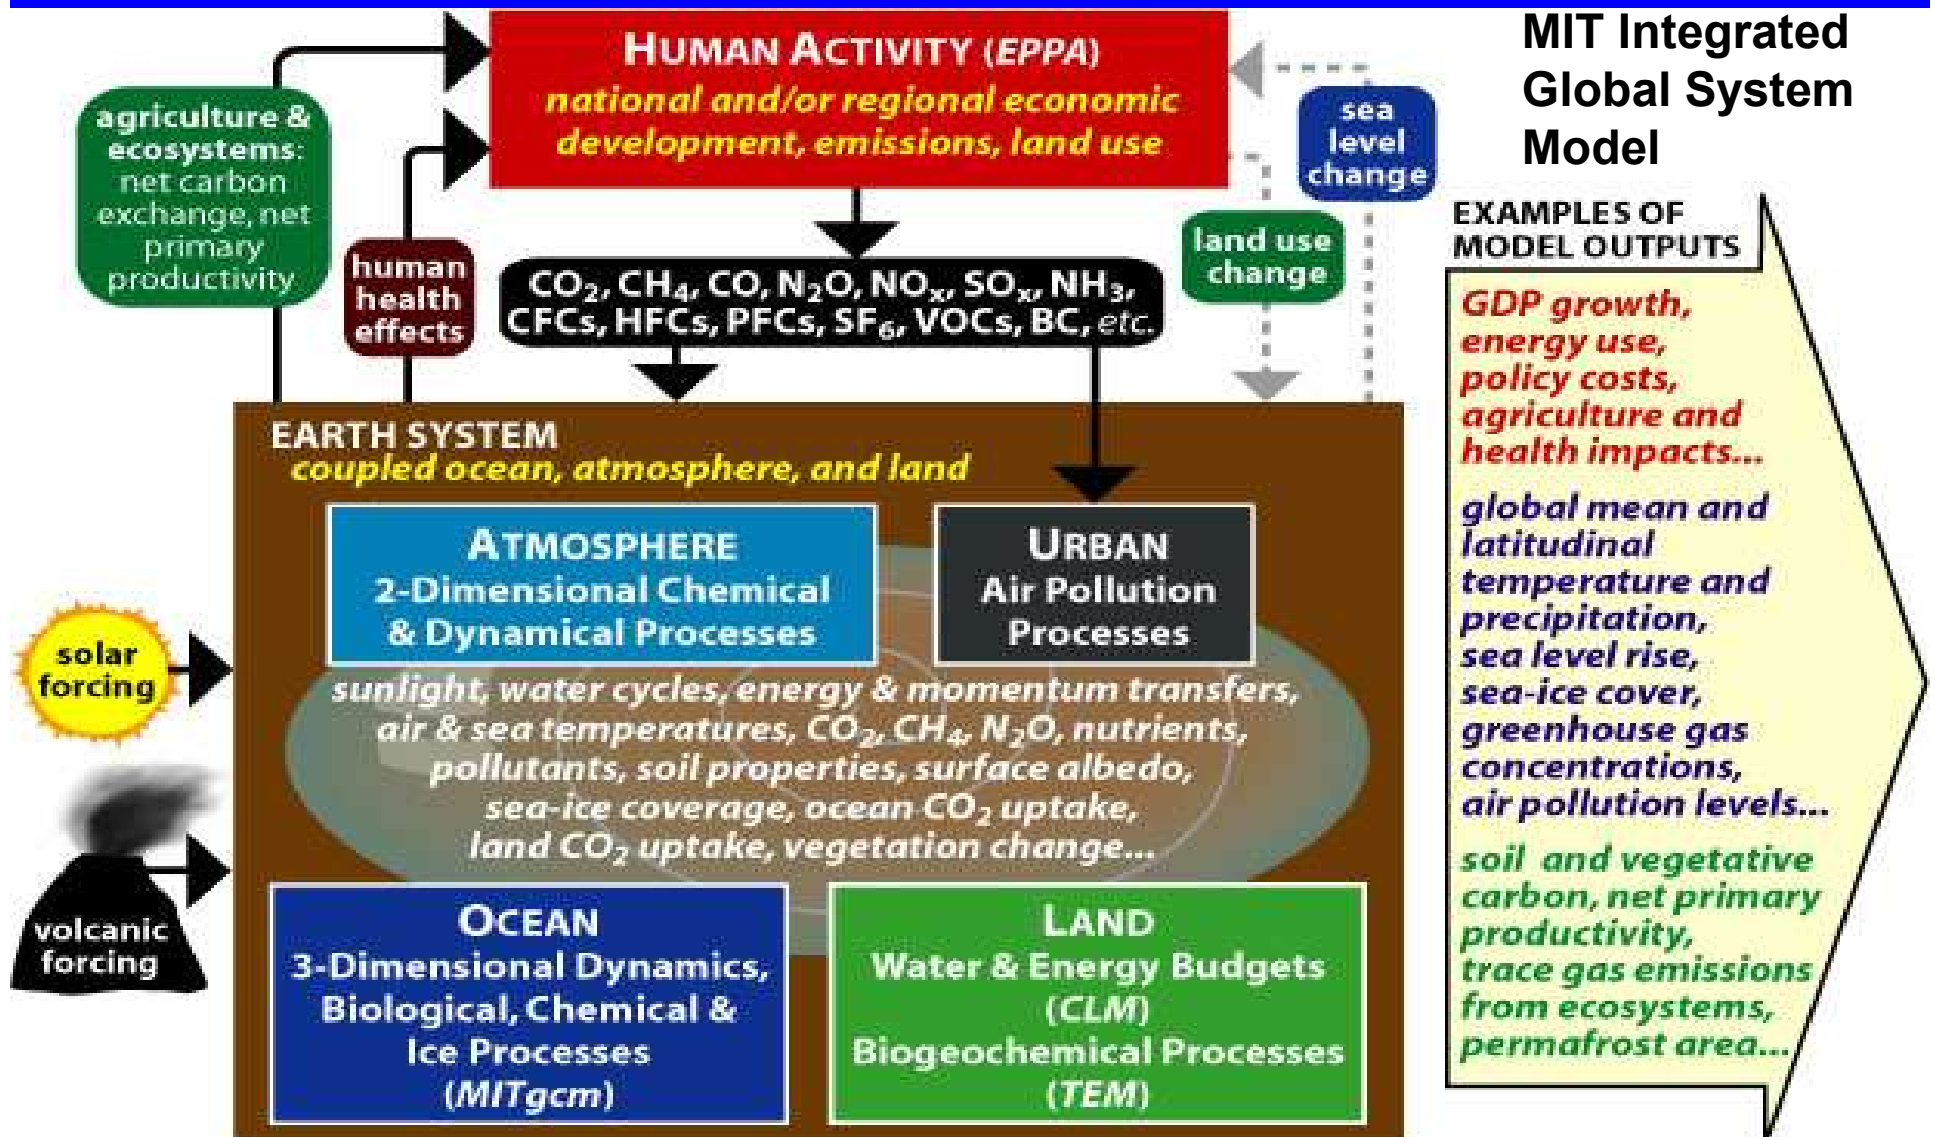 MIT Integrated
Global System
Model
HUMAN ACTIVITY (EPPA)
national and/or regional economic
development, emissions, land use
agriculture &
ecosystems:
net carbon
exchange, net
primary
productivity
human
health
effects
sea
level
change
land use
change
CO₂, CH₄, CO, N₂O, NOₓ, SOₓ, NH₃,
CFCs, HFCs, PFCs, SF₆, VOCs, BC, etc.
EARTH SYSTEM
coupled ocean, atmosphere, and land
ATMOSPHERE
2-Dimensional Chemical
& Dynamical Processes
URBAN
Air Pollution
Processes
solar
forcing
volcanic
forcing
sunlight, water cycles, energy & momentum transfers,
air & sea temperatures, CO₂, CH₄, N₂O, nutrients,
pollutants, soil properties, surface albedo,
sea-ice coverage, ocean CO₂ uptake,
land CO₂ uptake, vegetation change...
OCEAN
3-Dimensional Dynamics,
Biological, Chemical &
Ice Processes
(MITgcm)
LAND
Water & Energy Budgets
(CLM)
Biogeochemical Processes
(TEM)
EXAMPLES OF
MODEL OUTPUTS
GDP growth,
energy use,
policy costs,
agriculture and
health impacts...
global mean and
latitudinal
temperature and
precipitation,
sea level rise,
sea-ice cover,
greenhouse gas
concentrations,
air pollution levels...
soil and vegetative
carbon, net primary
productivity,
trace gas emissions
from ecosystems,
permafrost area...